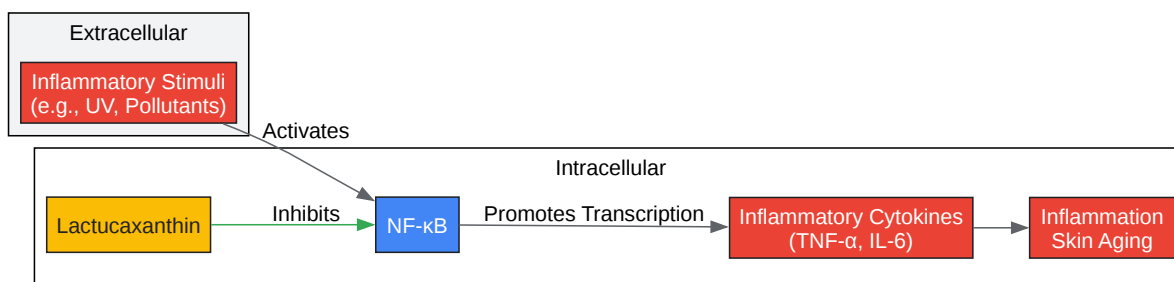 Extracellular
Inflammatory Stimuli
(e.g., UV, Pollutants)
Activates
Intracellular
Lactucaxanthin
Inhibits
NF-κB
Promotes Transcription
Inflammatory Cytokines
(TNF-α, IL-6)
Inflammation
Skin Aging